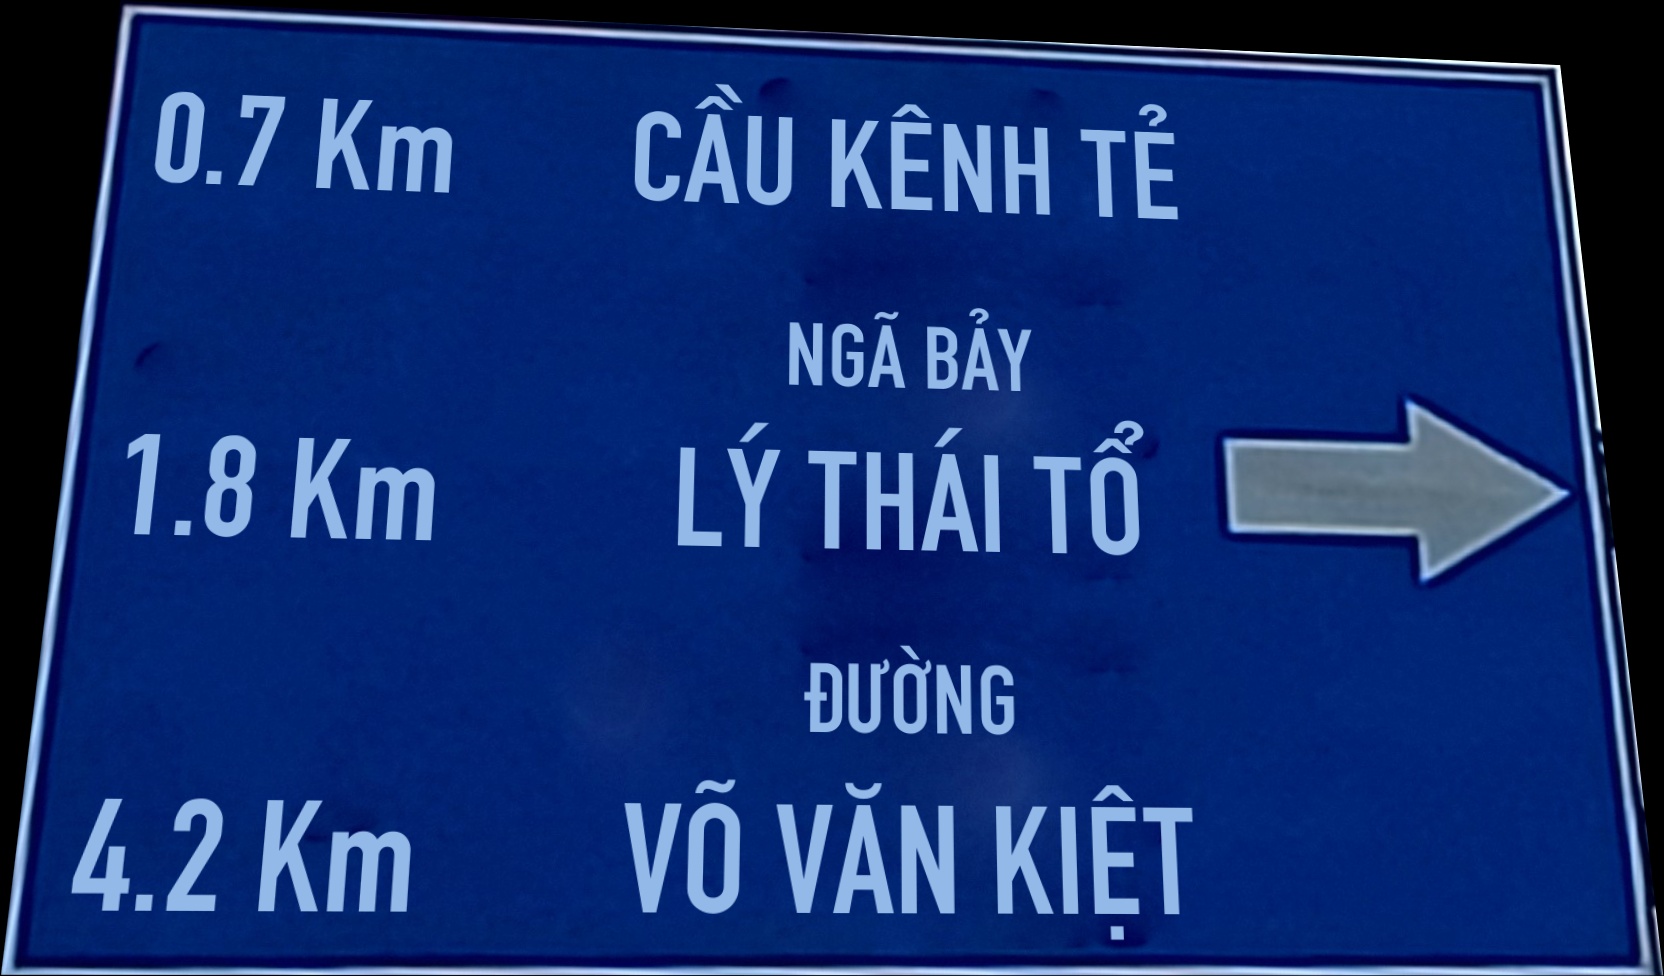 0.7 Km CẦU KÊNH TẺ
NGÃ BẢY
1.8 Km LÝ THÁI TỔ
ĐƯỜNG
4.2 Km VÕ VĂN KIỆT